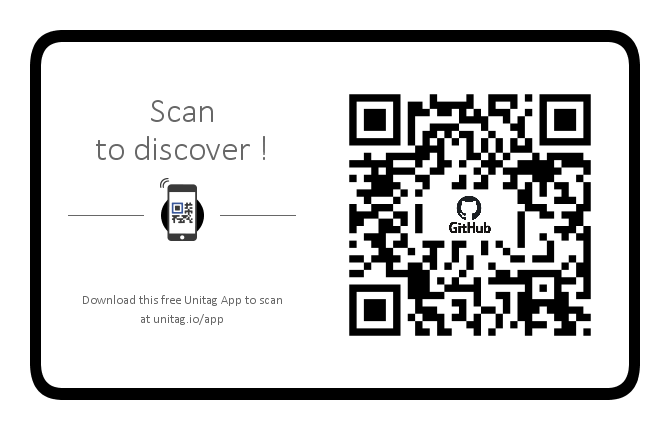 Scan
to discover !
Download this free Unitag App to scan
at unitag.io/app
GitHub